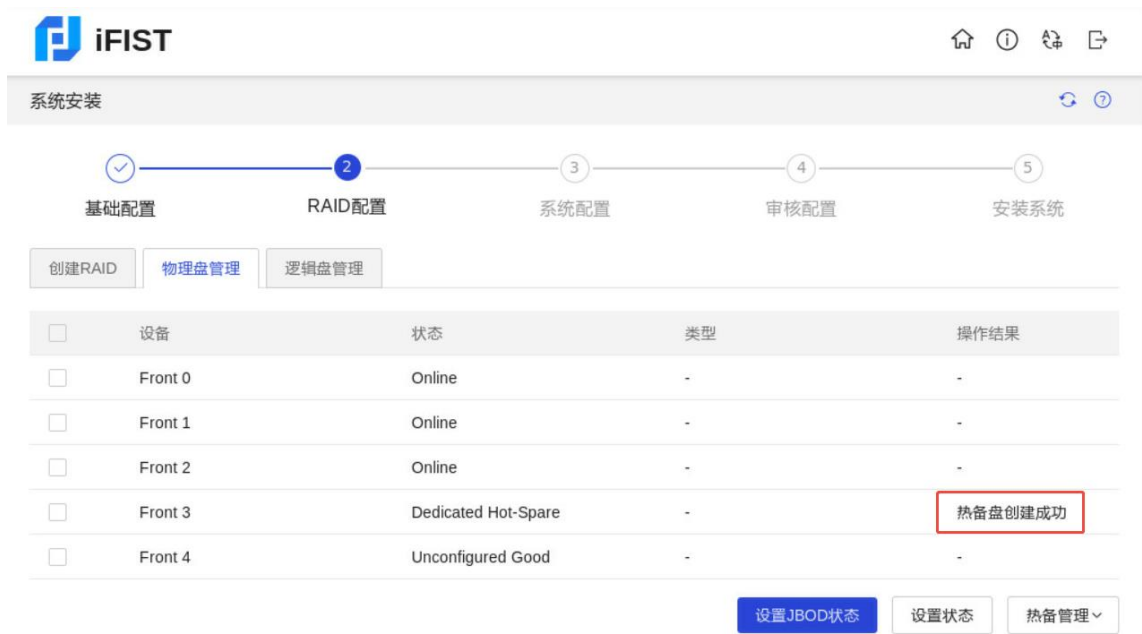 iFIST
系统安装
2 3 4 5
基础配置 RAID配置 系统配置 审核配置 安装系统
创建RAID 物理盘管理 逻辑盘管理
设备 状态 类型 操作结果
Front 0 Online - -
Front 1 Online - -
Front 2 Online - -
Front 3 Dedicated Hot-Spare - 热备盘创建成功
Front 4 Unconfigured Good - -
设置JBOD状态 设置状态 热备管理